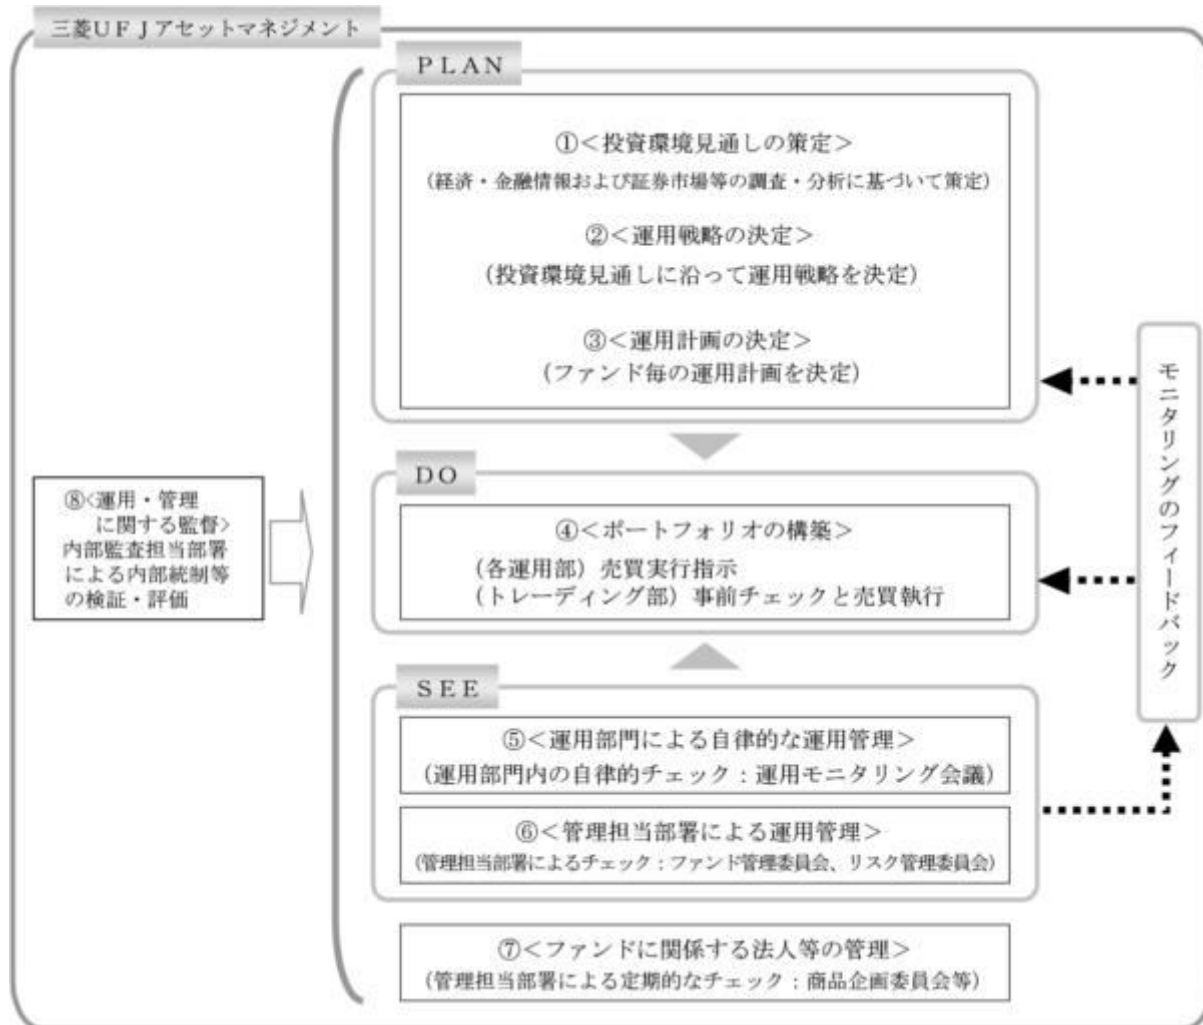 三菱UFJアセットマネジメント
PLAN
①<投資環境見通しの策定>
(経済・金融情報および証券市場等の調査・分析に基づいて策定)
②<運用戦略の決定>
(投資環境見通しに沿って運用戦略を決定)
③<運用計画の決定>
(ファンド毎の運用計画を決定)
DO
④<ポートフォリオの構築>
(各運用部)売買実行指示
(トレーディング部)事前チェックと売買執行
SEE
⑤<運用部門による自律的な運用管理>
(運用部門内の自律的チェック:運用モニタリング会議)
⑥<管理担当部署による運用管理>
(管理担当部署によるチェック:ファンド管理委員会、リスク管理委員会)
⑦<ファンドに関係する法人等の管理>
(管理担当部署による定期的なチェック:商品企画委員会等)
⑧<運用・管理
に関する監督>
内部監査担当部署
による内部統制等
の検証・評価
モニタリングのフィードバック